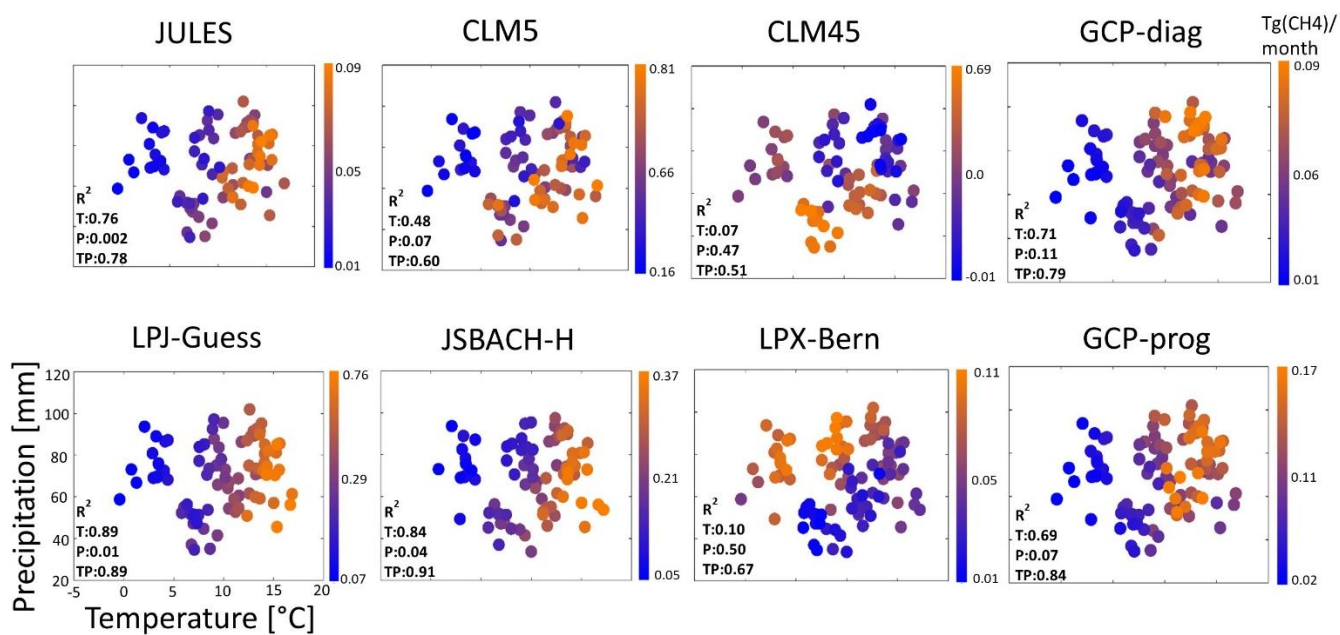 JULES
CLM5
CLM45
GCP-diag
Tg(CH4)/
month
0.09
0.05
0.01
R²
T:0.76
P:0.002
TP:0.78
0.81
0.66
0.16
R²
T:0.48
P:0.07
TP:0.60
0.69
0.0
-0.01
R²
T:0.07
P:0.47
TP:0.51
0.09
0.06
0.01
R²
T:0.71
P:0.11
TP:0.79
LPJ-Guess
JSBACH-H
LPX-Bern
GCP-prog
Precipitation [mm]
120
100
80
60
40
20
-5
0
5
10
15
20
Temperature [°C]
0.76
0.29
0.07
R²
T:0.89
P:0.01
TP:0.89
0.37
0.21
0.05
R²
T:0.84
P:0.04
TP:0.91
0.11
0.05
0.01
R²
T:0.10
P:0.50
TP:0.67
0.17
0.11
0.02
R²
T:0.69
P:0.07
TP:0.84